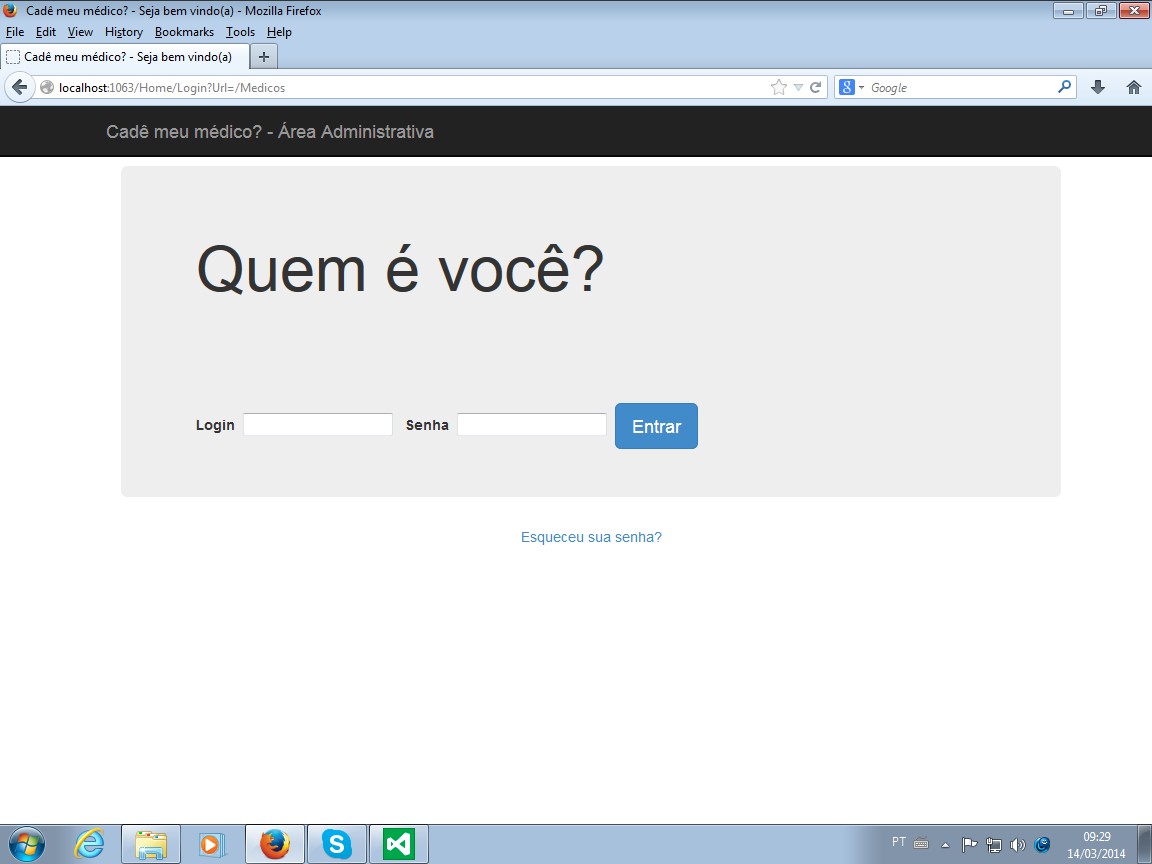 Cadê meu médico? - Seja bem vindo(a) - Mozilla Firefox
File Edit View History Bookmarks Tools Help
Cadê meu médico? - Seja bem vindo(a)
localhost:1063/Home/Login?Url=/Medicos
8 Google
Cadê meu médico? - Área Administrativa
Quem é você?
Login Senha Entrar
Esqueceu sua senha?
PT
09:29
14/03/2014